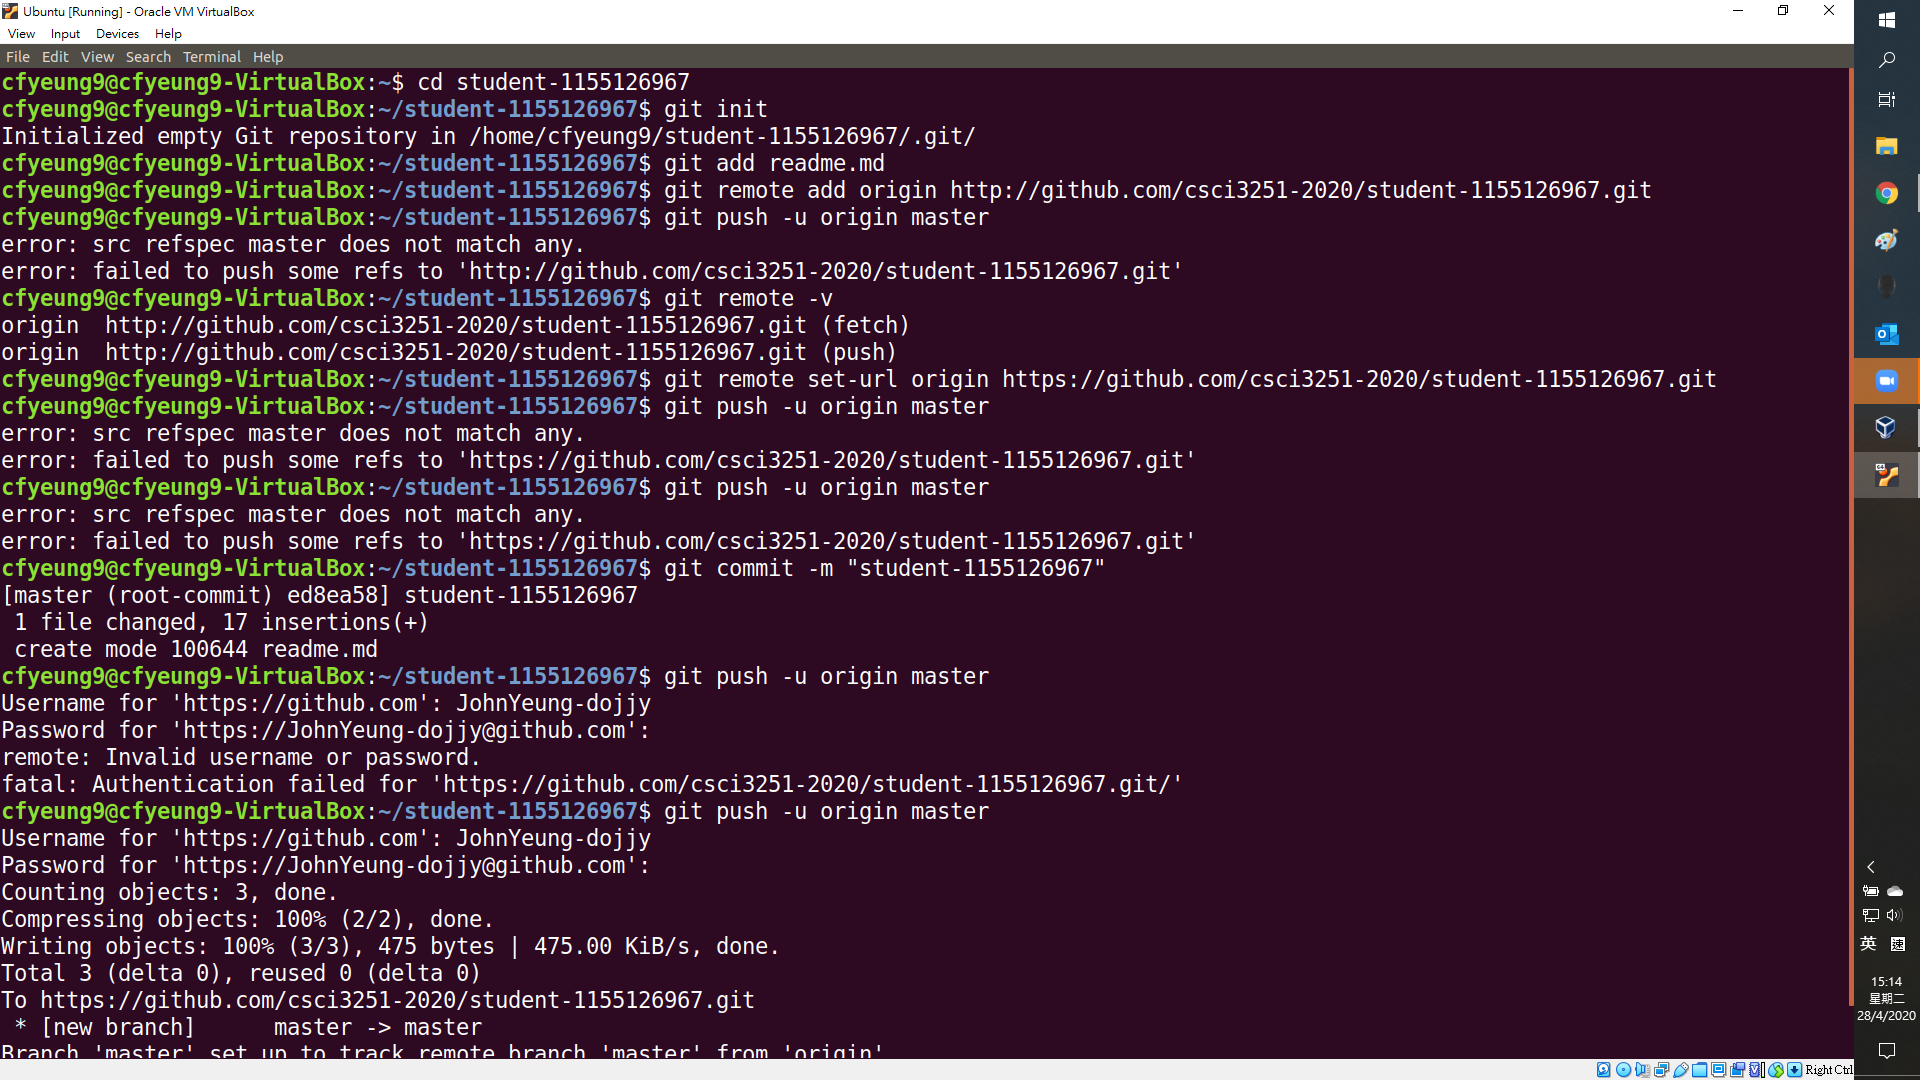 Ubuntu [Running] - Oracle VM VirtualBox
View Input Devices Help
File Edit View Search Terminal Help
cfyeung9@cfyeung9-VirtualBox:~$ cd student-1155126967
cfyeung9@cfyeung9-VirtualBox:~/student-1155126967$ git init
Initialized empty Git repository in /home/cfyeung9/student-1155126967/.git/
cfyeung9@cfyeung9-VirtualBox:~/student-1155126967$ git add readme.md
cfyeung9@cfyeung9-VirtualBox:~/student-1155126967$ git remote add origin http://github.com/csci3251-2020/student-1155126967.git
cfyeung9@cfyeung9-VirtualBox:~/student-1155126967$ git push -u origin master
error: src refspec master does not match any.
error: failed to push some refs to 'http://github.com/csci3251-2020/student-1155126967.git'
cfyeung9@cfyeung9-VirtualBox:~/student-1155126967$ git remote -v
origin  http://github.com/csci3251-2020/student-1155126967.git (fetch)
origin  http://github.com/csci3251-2020/student-1155126967.git (push)
cfyeung9@cfyeung9-VirtualBox:~/student-1155126967$ git remote set-url origin https://github.com/csci3251-2020/student-1155126967.git
cfyeung9@cfyeung9-VirtualBox:~/student-1155126967$ git push -u origin master
error: src refspec master does not match any.
error: failed to push some refs to 'https://github.com/csci3251-2020/student-1155126967.git'
cfyeung9@cfyeung9-VirtualBox:~/student-1155126967$ git push -u origin master
error: src refspec master does not match any.
error: failed to push some refs to 'https://github.com/csci3251-2020/student-1155126967.git'
cfyeung9@cfyeung9-VirtualBox:~/student-1155126967$ git commit -m "student-1155126967"
[master (root-commit) ed8ea58] student-1155126967
 1 file changed, 17 insertions(+)
 create mode 100644 readme.md
cfyeung9@cfyeung9-VirtualBox:~/student-1155126967$ git push -u origin master
Username for 'https://github.com': JohnYeung-dojjy
Password for 'https://JohnYeung-dojjy@github.com':
remote: Invalid username or password.
fatal: Authentication failed for 'https://github.com/csci3251-2020/student-1155126967.git/'
cfyeung9@cfyeung9-VirtualBox:~/student-1155126967$ git push -u origin master
Username for 'https://github.com': JohnYeung-dojjy
Password for 'https://JohnYeung-dojjy@github.com':
Counting objects: 3, done.
Compressing objects: 100% (2/2), done.
Writing objects: 100% (3/3), 475 bytes | 475.00 KiB/s, done.
Total 3 (delta 0), reused 0 (delta 0)
To https://github.com/csci3251-2020/student-1155126967.git
 * [new branch]      master -> master
Branch 'master' set up to track remote branch 'master' from 'origin'
英 速
15:14
星期二
28/4/2020
Right Ctrl